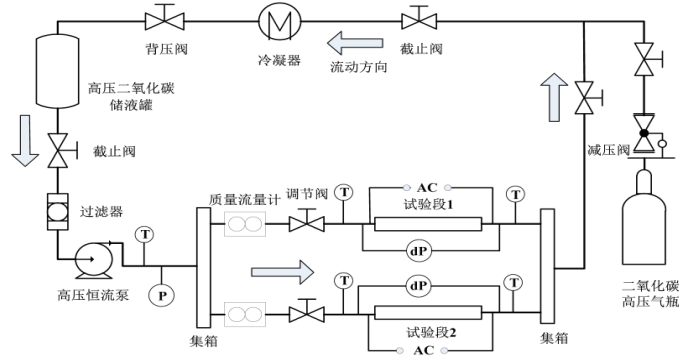 背压阀
冷凝器
截止阀
流动方向
高压二氧化碳
储液罐
截止阀
减压阀
过滤器
质量流量计
调节阀
T
AC
试验段1
T
dP
T
P
高压恒流泵
T
dP
T
试验段2
AC
集箱
集箱
二氧化碳
高压气瓶